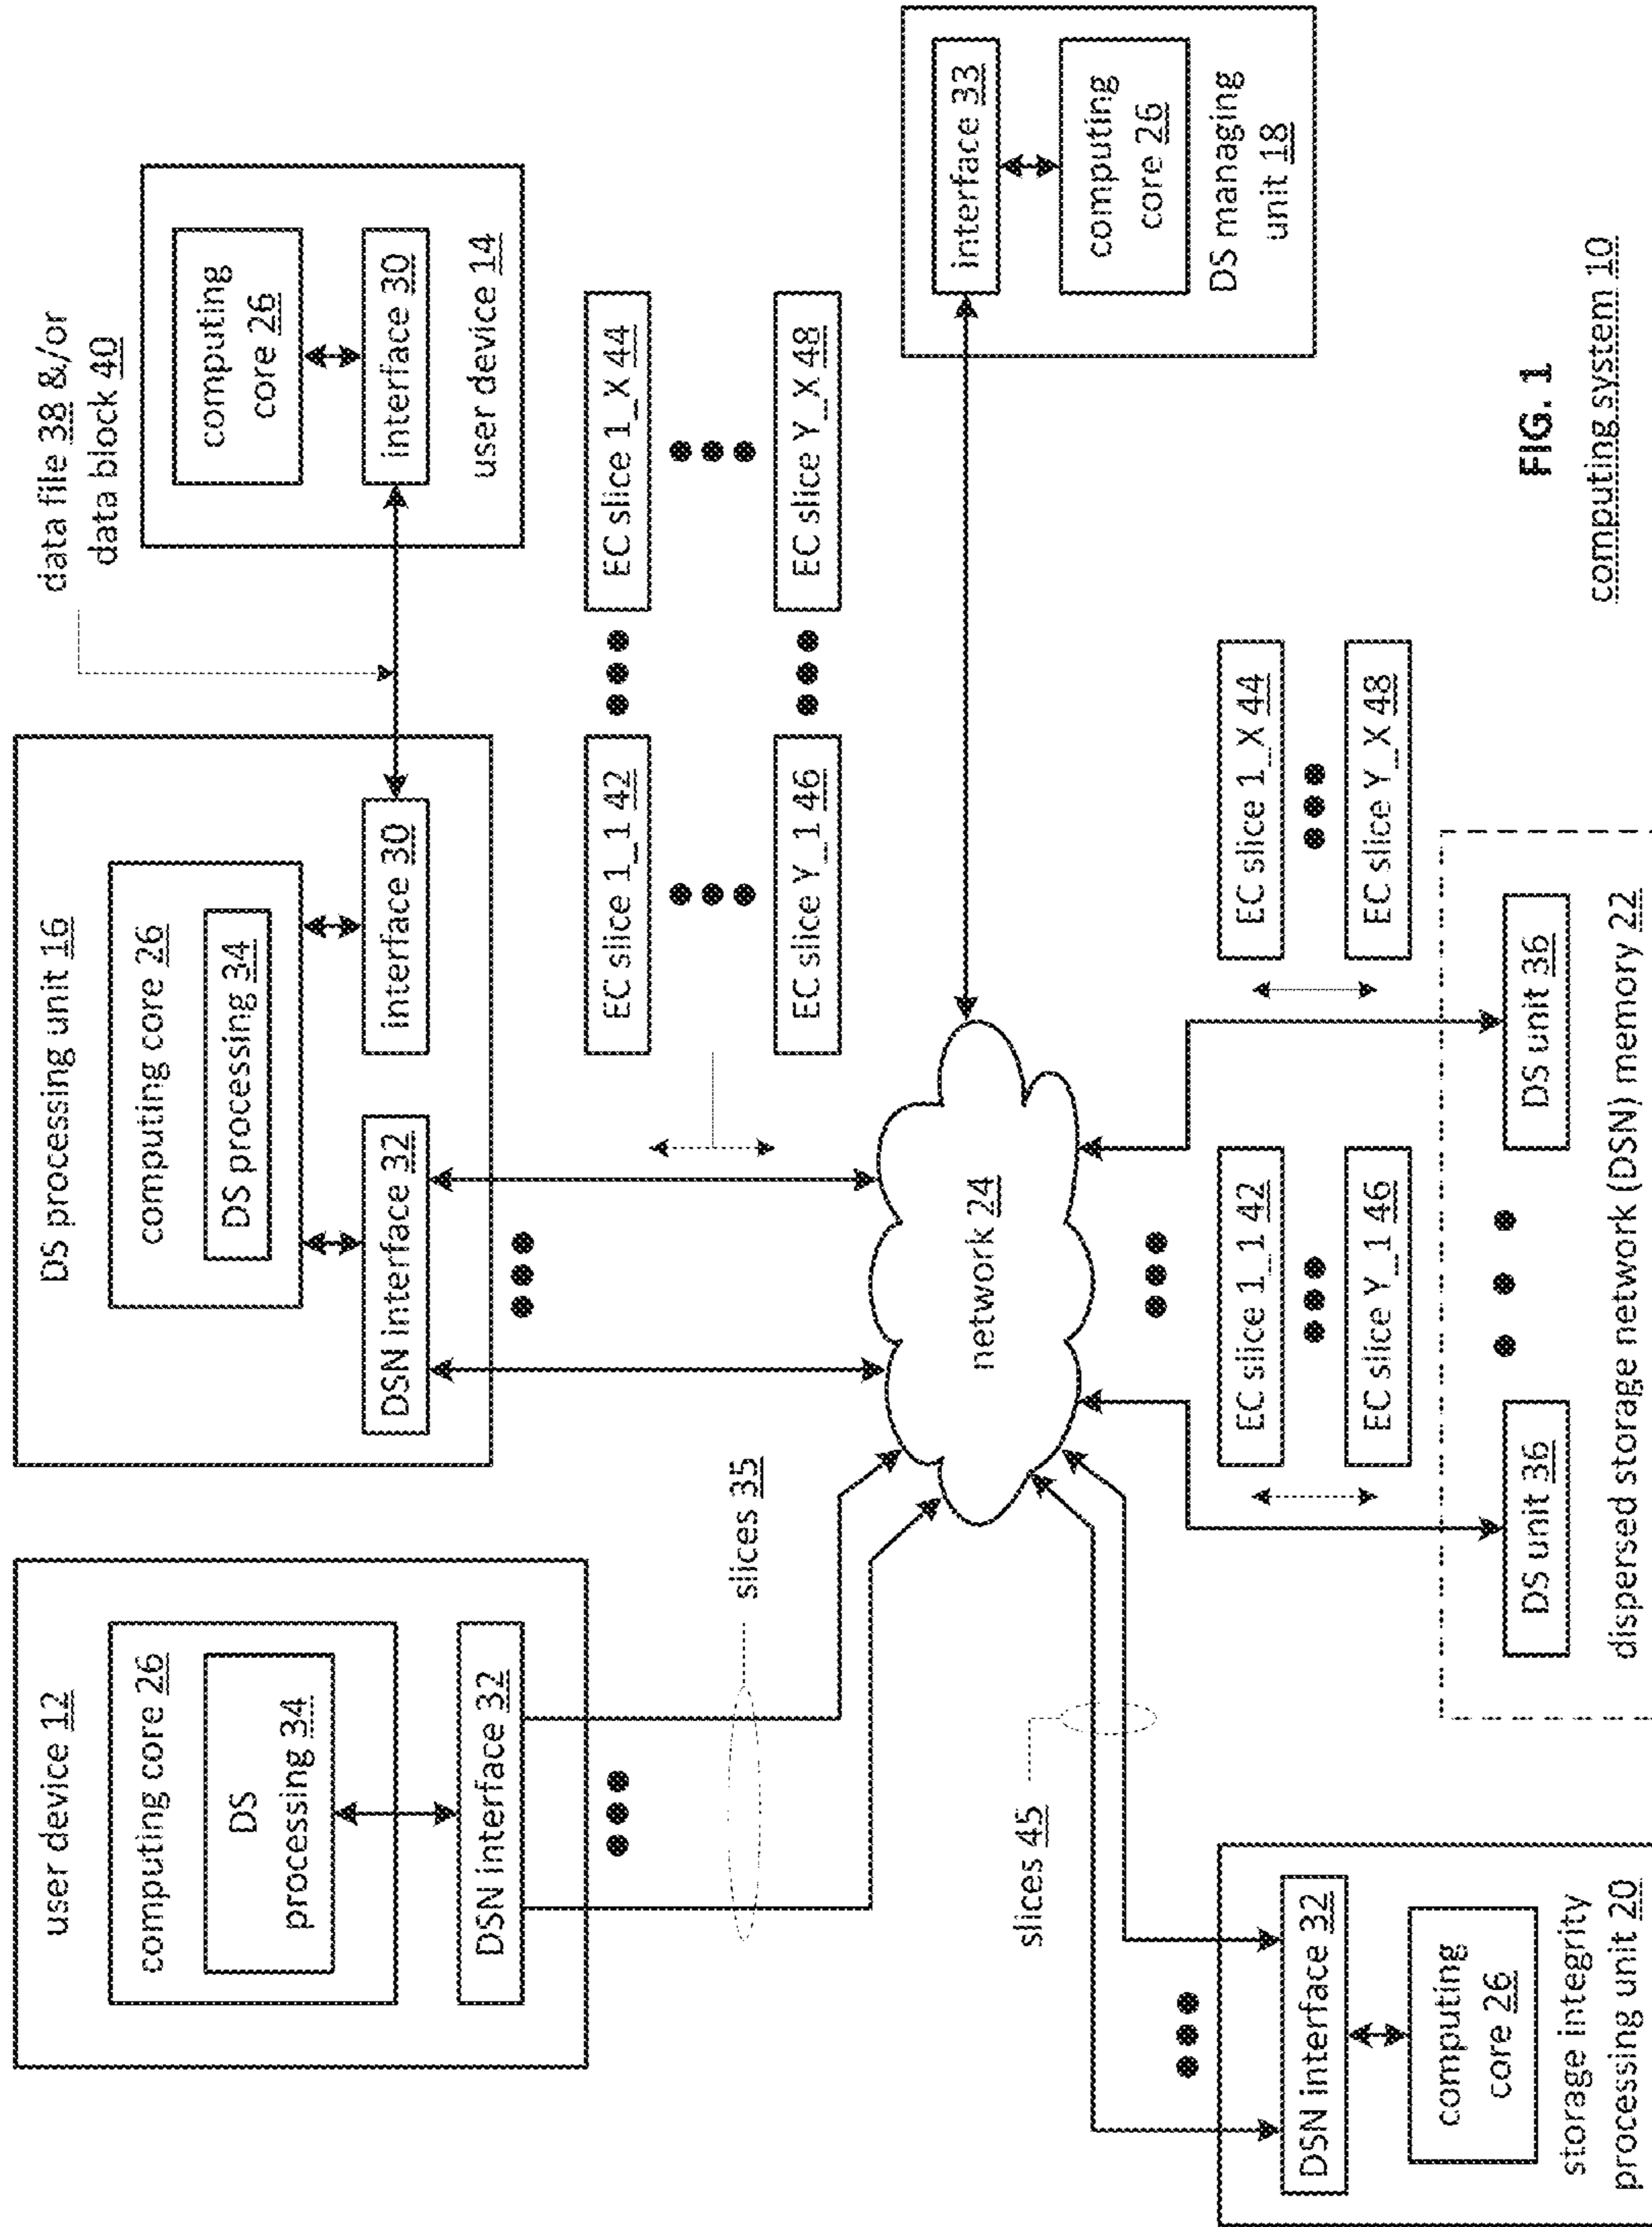 user device 12
computing core 26
DS
processing 34
DSN interface 32
slices 35
DS processing unit 16
computing core 26
DS processing 34
DSN interface 32
interface 30
data file 38 &/or
data block 40
computing
core 26
interface 30
user device 14
EC slice 1_1 42
EC slice 1_X 44
EC slice Y_1 46
EC slice Y_X 48
network 24
interface 33
computing
core 26
DS managing
unit 18
slices 45
DSN interface 32
computing
core 26
storage integrity
processing unit 20
EC slice 1_1 42
EC slice Y_1 46
EC slice 1_X 44
EC slice Y_X 48
DS unit 36
DS unit 36
dispersed storage network (DSN) memory 22
FIG. 1
computing system 10